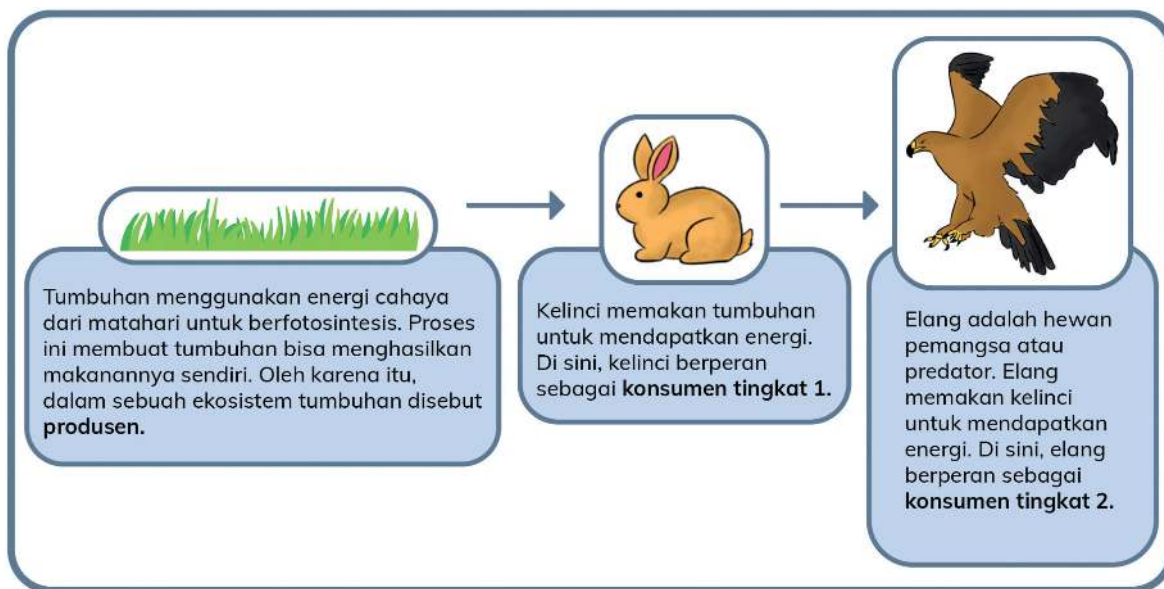 Tumbuhan menggunakan energi cahaya
dari matahari untuk berfotosintesis. Proses
ini membuat tumbuhan bisa menghasilkan
makanannya sendiri. Oleh karena itu,
dalam sebuah ekosistem tumbuhan disebut
produsen.
Kelinci memakan tumbuhan
untuk mendapatkan energi.
Di sini, kelinci berperan
sebagai konsumen tingkat 1.
Elang adalah hewan
pemangsa atau
predator. Elang
memakan kelinci
untuk mendapatkan
energi. Di sini, elang
berperan sebagai
konsumen tingkat 2.